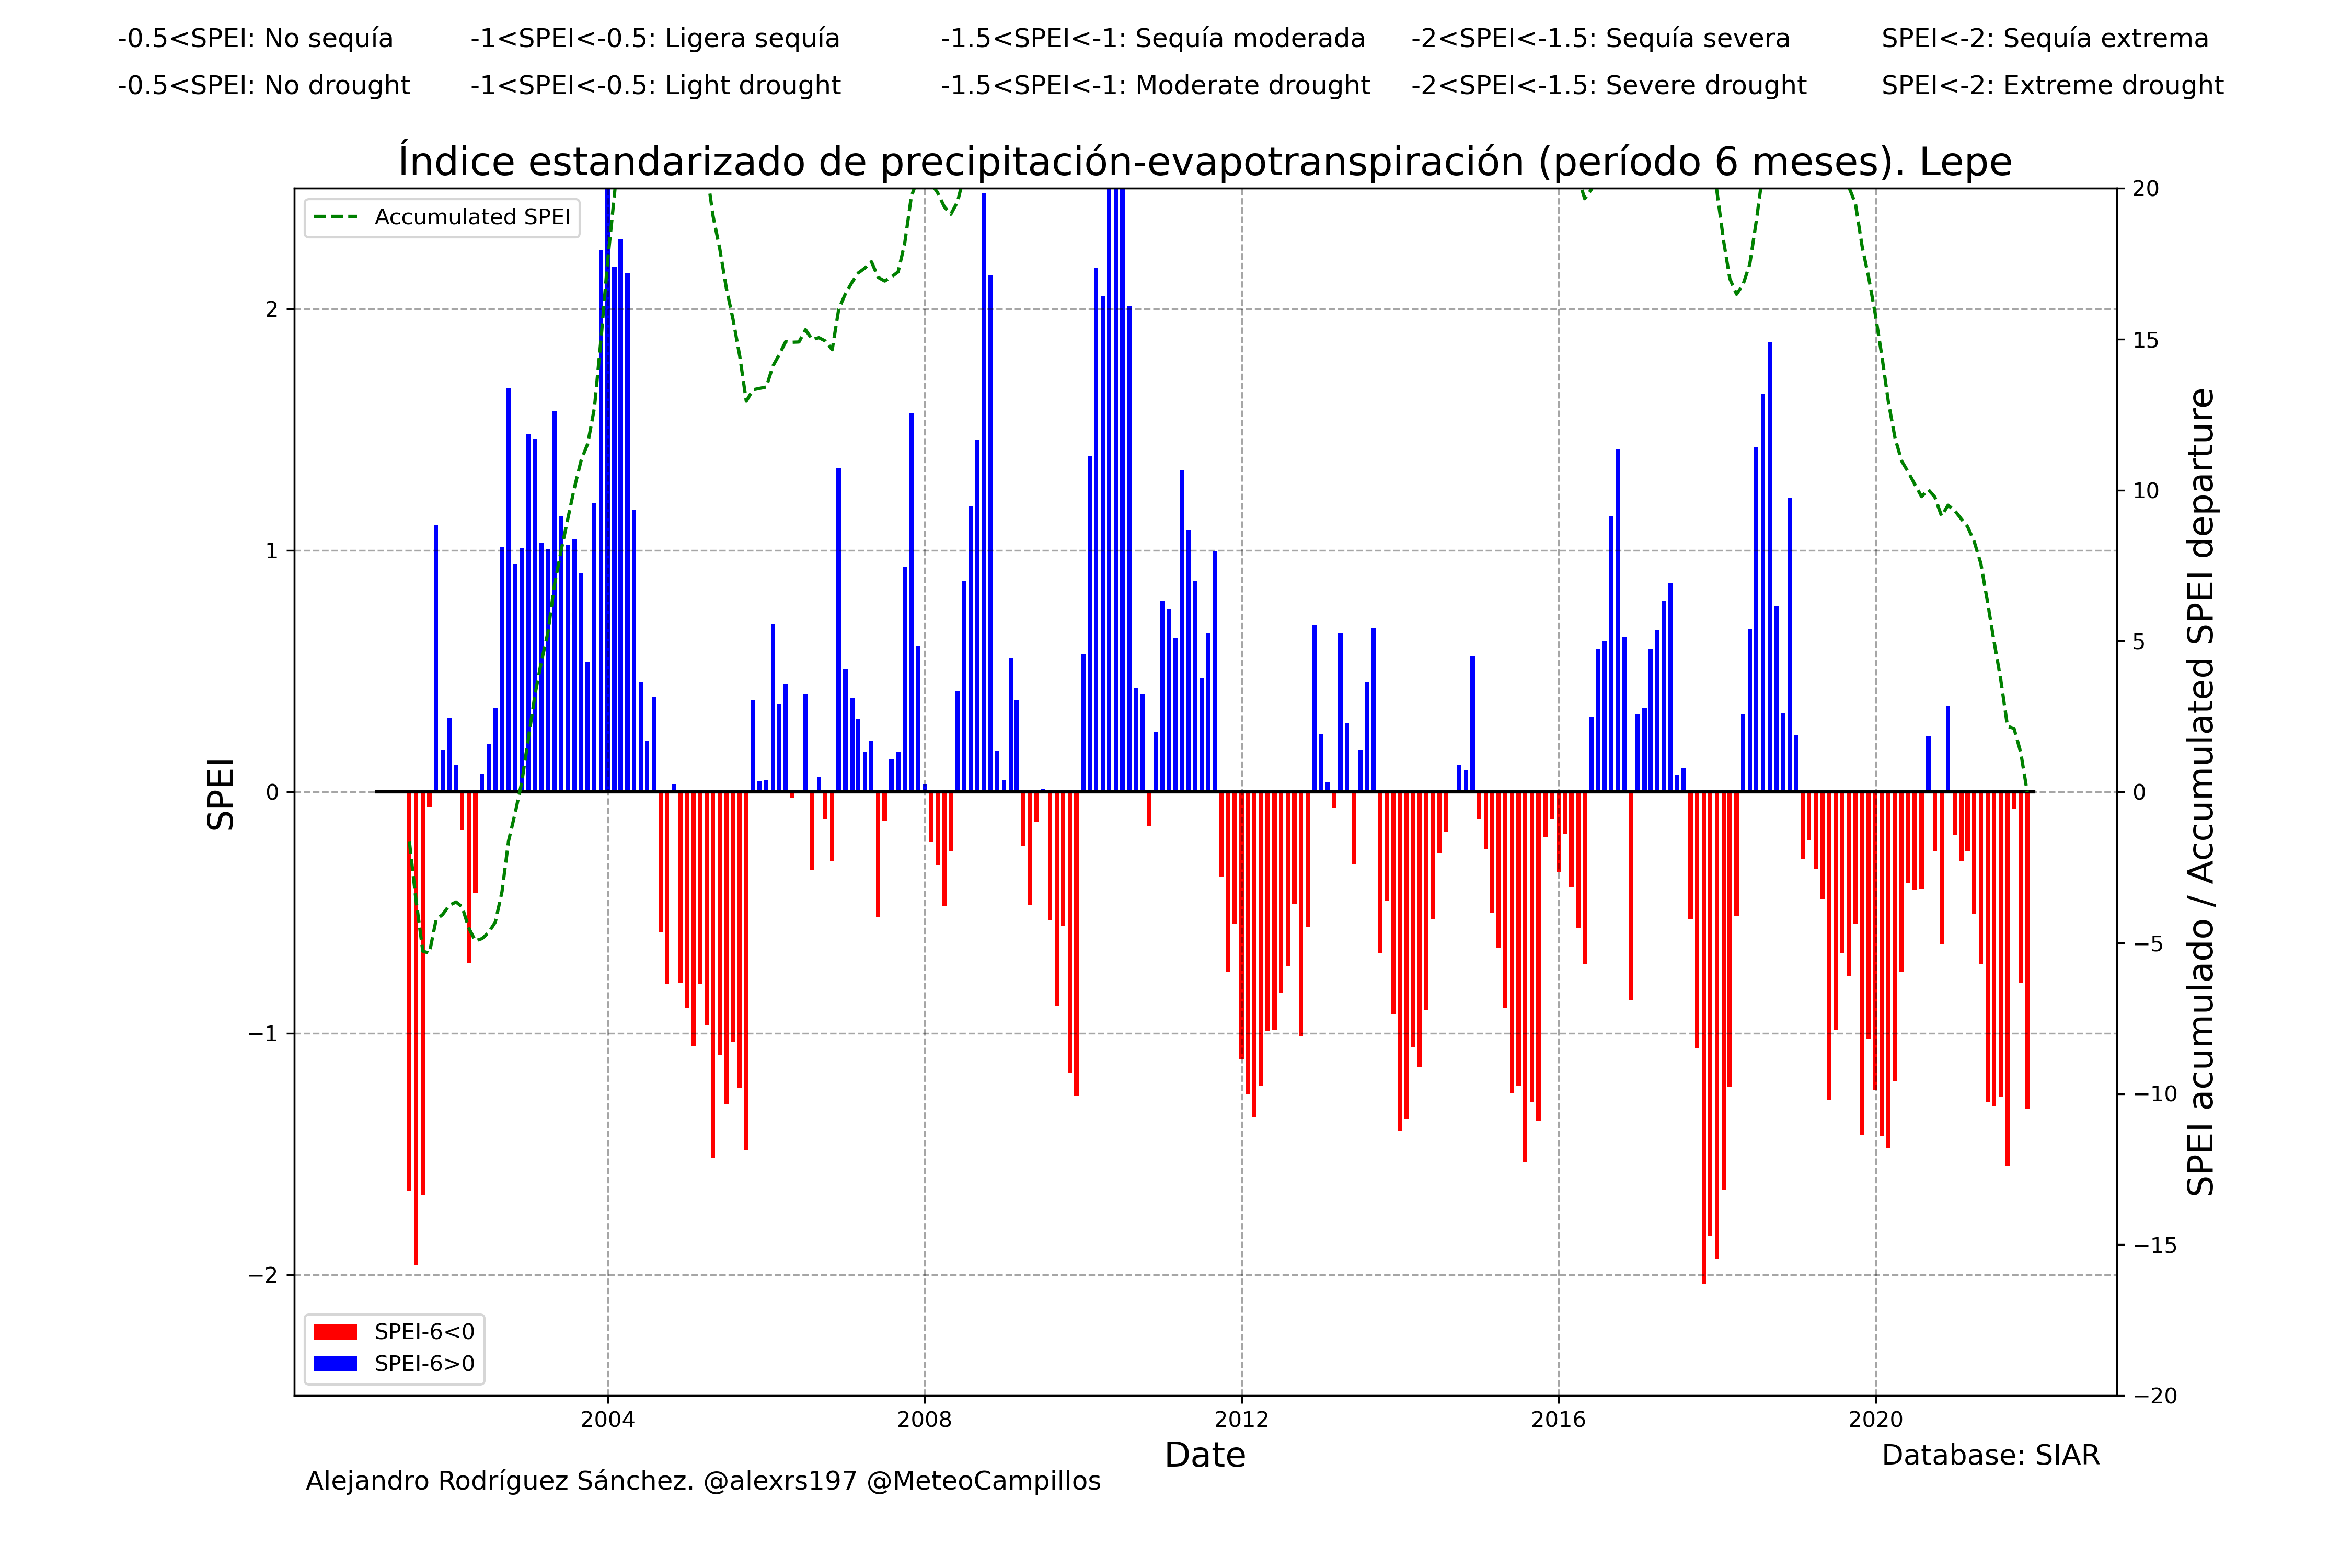 -0.5<SPEI: No sequía -1<SPEI<-0.5: Ligera sequía -1.5<SPEI<-1: Sequía moderada -2<SPEI<-1.5: Sequía severa SPEI<-2: Sequía extrema
-0.5<SPEI: No drought -1<SPEI<-0.5: Light drought -1.5<SPEI<-1: Moderate drought -2<SPEI<-1.5: Severe drought SPEI<-2: Extreme drought
Índice estandarizado de precipitación-evapotranspiración (período 6 meses). Lepe
Accumulated SPEI
SPEI
2
1
0
−1
−2
20
15
10
5
0
−5
−10
−15
−20
SPEI acumulado / Accumulated SPEI departure
SPEI-6<0
SPEI-6>0
2004 2008 2012 2016 2020
Date
Database: SIAR
Alejandro Rodríguez Sánchez. @alexrs197 @MeteoCampillos